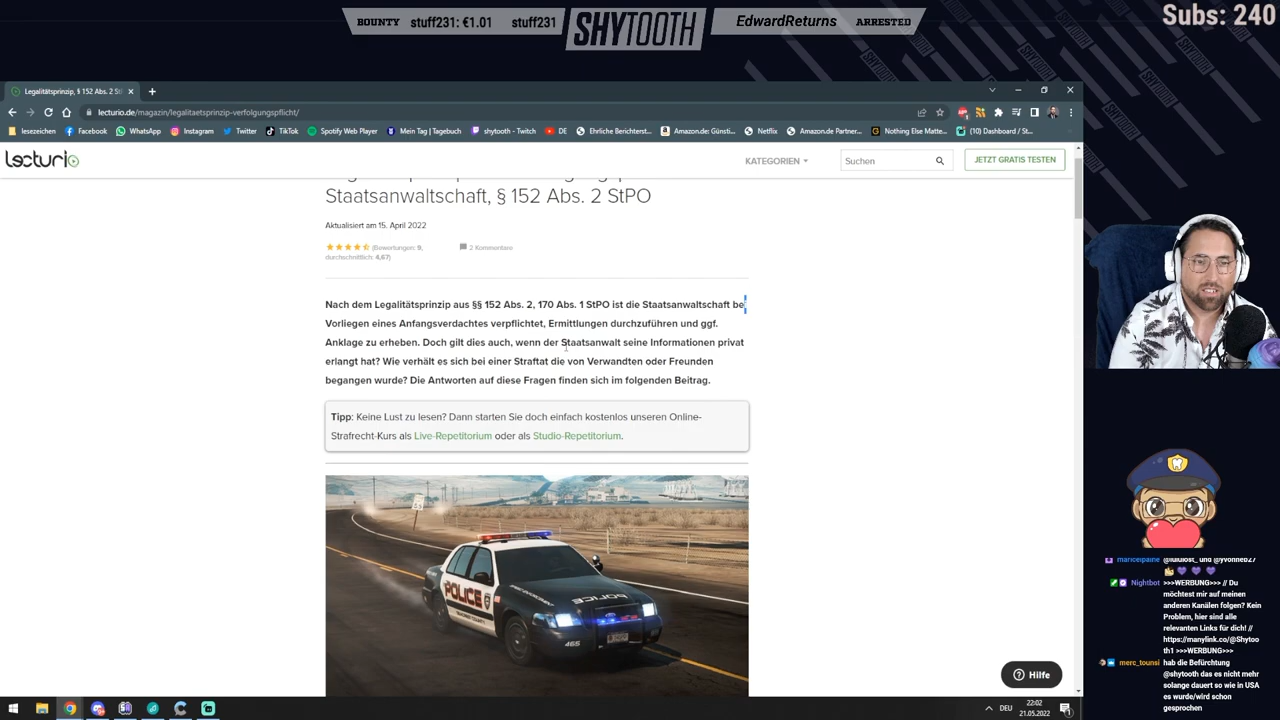 BOUNTY stuff231: €1.01 stuff231
SHYTOOTH
EdwardReturns ARRESTED
Subs: 240
Legalitätsprinzip, § 152 Abs. 2 St
lecturio.de/magazin/legalitaetsprinzip-verfolgungspflicht/
lesezeichen Facebook WhatsApp Instagram Twitter TikTok Spotify Web Player Mein Tag | Tagebuch shytooth - Twitch DE Ehrliche Berichterst... Amazon.de: Günsti... Netflix Amazon.de Partner... Nothing Else Matte... (10) Dashboard / St...
lecturio
KATEGORIEN
Suchen
JETZT GRATIS TESTEN
Staatsanwaltschaft, § 152 Abs. 2 StPO
Aktualisiert am 15. April 2022
(Bewertungen: 9,
durchschnittlich: 4,67)
2 Kommentare
Nach dem Legalitätsprinzip aus §§ 152 Abs. 2, 170 Abs. 1 StPO ist die Staatsanwaltschaft bei
Vorliegen eines Anfangsverdachtes verpflichtet, Ermittlungen durchzuführen und ggf.
Anklage zu erheben. Doch gilt dies auch, wenn der Staatsanwalt seine Informationen privat
erlangt hat? Wie verhält es sich bei einer Straftat die von Verwandten oder Freunden
begangen wurde? Die Antworten auf diese Fragen finden sich im folgenden Beitrag.
Tipp: Keine Lust zu lesen? Dann starten Sie doch einfach kostenlos unseren Online-
Strafrecht-Kurs als Live-Repetitorium oder als Studio-Repetitorium.
POLICE
POLICE
465
Hilfe
und @yvonneb27
Nightbot >>>WERBUNG>>> // Du
möchtest mir auf meinen
anderen Kanälen folgen? Kein
Problem, hier sind alle
relevanten Links für dich! //
https://manylink.co/@Shytoo
th1 >>>WERBUNG>>>
merc_tounsi hab die Befürchtung
@shytooth das es nicht mehr
solange dauert so wie in USA
es wurde/wird schon
gesprochen
DEU
22:02
21.05.2022
1